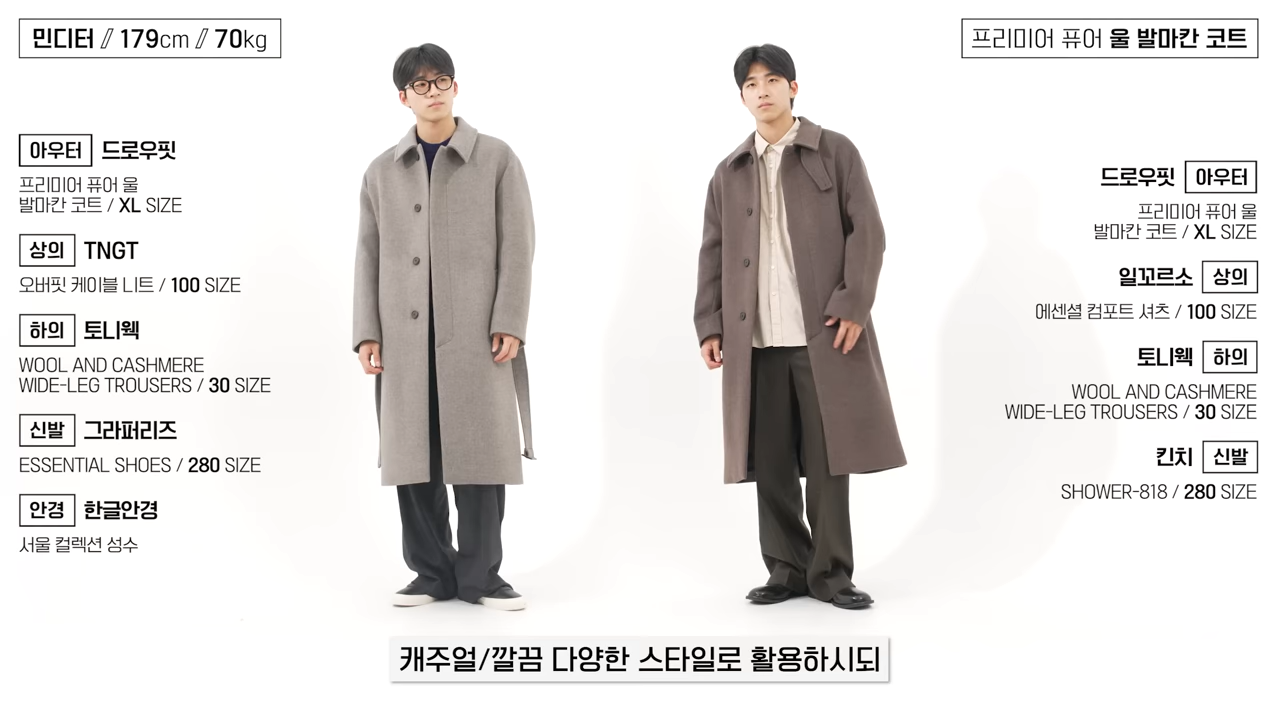 민디터 // 179cm // 70kg
프리미어 퓨어 울 발마칸 코트
아우터 드로우핏
프리미어 퓨어 울
발마칸 코트 / XL SIZE
상의 TNGT
오버핏 케이블 니트 / 100 SIZE
하의 토니웩
WOOL AND CASHMERE
WIDE-LEG TROUSERS / 30 SIZE
신발 그라퍼리즈
ESSENTIAL SHOES / 280 SIZE
안경 한글안경
서울 컬렉션 성수
드로우핏 아우터
프리미어 퓨어 울
발마칸 코트 / XL SIZE
일꼬르소 상의
에센셜 컴포트 셔츠 / 100 SIZE
토니웩 하의
WOOL AND CASHMERE
WIDE-LEG TROUSERS / 30 SIZE
킨치 신발
SHOWER-818 / 280 SIZE
캐주얼/깔끔 다양한 스타일로 활용하시되